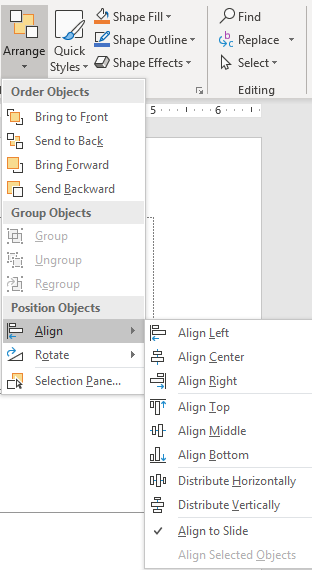 Arrange
Quick
Styles
Shape Fill
Shape Outline
Shape Effects
Find
Replace
Select
Editing
5 6
Order Objects
Bring to Front
Send to Back
Bring Forward
Send Backward
Group Objects
Group
Ungroup
Regroup
Position Objects
Align
Rotate
Selection Pane...
Align Left
Align Center
Align Right
Align Top
Align Middle
Align Bottom
Distribute Horizontally
Distribute Vertically
Align to Slide
Align Selected Objects